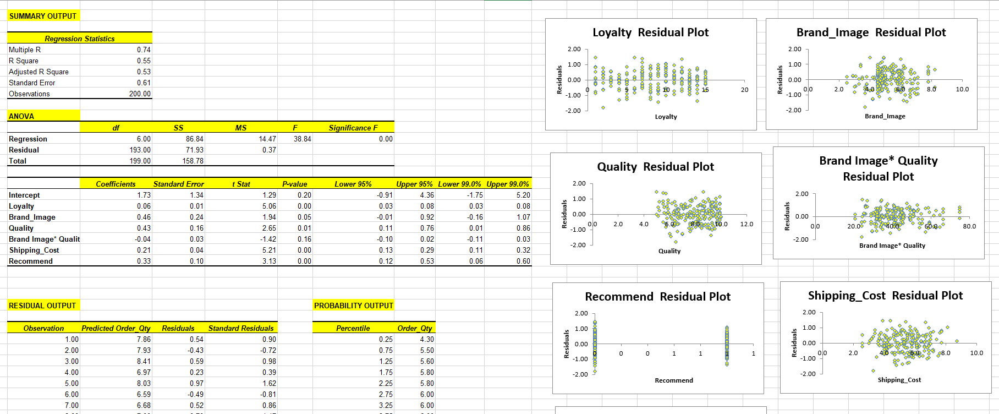 SUMMARY OUTPUT
Regression Statistics
Multiple R 0.74
R Square 0.55
Adjusted R Square 0.53
Standard Error 0.61
Observations 200.00
ANOVA
df SS MS F Significance F
Regression 6.00 86.84 14.47 38.84 0.00
Residual 193.00 71.93 0.37
Total 199.00 158.78
Coefficients Standard Error t Stat P-value Lower 95% Upper 95% Lower 99.0% Upper 99.0%
Intercept 1.73 1.34 1.29 0.20 -0.91 4.36 -1.75 5.20
Loyalty 0.06 0.01 5.06 0.00 0.03 0.08 0.03 0.08
Brand_Image 0.46 0.24 1.94 0.05 -0.01 0.92 -0.16 1.07
Quality 0.43 0.16 2.65 0.01 0.11 0.76 0.01 0.86
Brand Image* Qualit -0.04 0.03 -1.42 0.16 -0.10 0.02 -0.11 0.03
Shipping_Cost 0.21 0.04 5.21 0.00 0.13 0.29 0.11 0.32
Recommend 0.33 0.10 3.13 0.00 0.12 0.53 0.06 0.60
RESIDUAL OUTPUT
Observation Predicted Order_Qty Residuals Standard Residuals
1.00 7.86 0.54 0.90
2.00 7.93 -0.43 -0.72
3.00 8.41 0.59 0.98
4.00 6.97 0.23 0.39
5.00 8.03 0.97 1.62
6.00 6.59 -0.49 -0.81
7.00 6.68 0.52 0.86
PROBABILITY OUTPUT
Percentile Order_Qty
0.25 4.30
0.75 5.50
1.25 5.60
1.75 5.80
2.25 5.80
2.75 6.00
3.25 6.00
Loyalty Residual Plot
2.00
1.00
0.00
-1.00
-2.00
0 5 10 15 20
Residuals
Loyalty
Brand_Image Residual Plot
2.00
1.00
0.00
-1.00
-2.00
0.0 2.0 4.0 6.0 8.0 10.0
Residuals
Brand_Image
Quality Residual Plot
2.00
1.00
0.00
-1.00
-2.00
0.0 2.0 4.0 6.0 8.0 10.0 12.0
Residuals
Quality
Brand Image* Quality
Residual Plot
2.00
0.00
-2.00
0.0 20.0 40.0 60.0 80.0
Residuals
Brand Image* Quality
Recommend Residual Plot
2.00
1.00
0.00
-1.00
-2.00
0 0 0 1 1 1 1
Residuals
Recommend
Shipping_Cost Residual Plot
2.00
1.00
0.00
-1.00
-2.00
0.0 2.0 4.0 6.0 8.0 10.0
Residuals
Shipping_Cost